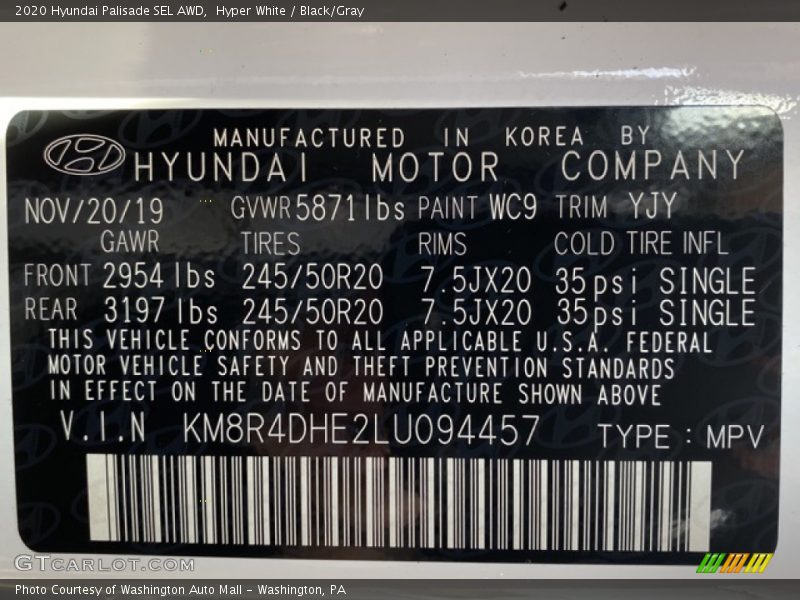 2020 Hyundai Palisade SEL AWD,  Hyper White / Black/Gray
MANUFACTURED IN KOREA BY
HYUNDAI MOTOR COMPANY
NOV/20/19 GVWR 5871lbs PAINT WC9 TRIM YJY
GAWR TIRES RIMS COLD TIRE INFL
FRONT 2954 lbs 245/50R20 7.5JX20 35psi SINGLE
REAR 3197 lbs 245/50R20 7.5JX20 35psi SINGLE
THIS VEHICLE CONFORMS TO ALL APPLICABLE U.S.A. FEDERAL
MOTOR VEHICLE SAFETY AND THEFT PREVENTION STANDARDS
IN EFFECT ON THE DATE OF MANUFACTURE SHOWN ABOVE
V.I.N KM8R4DHE2LU094457 TYPE : MPV
GTCARLOT.COM
Photo Courtesy of Washington Auto Mall - Washington, PA